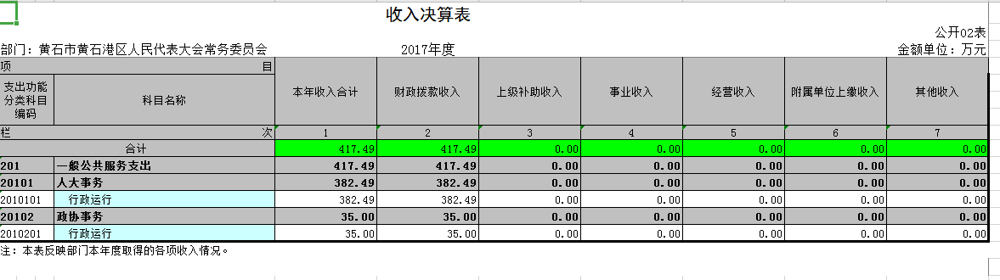 收入决算表
公开02表
部门：黄石市黄石港区人民代表大会常务委员会 2017年度 金额单位：万元
项 目 本年收入合计 财政拨款收入 上级补助收入 事业收入 经营收入 附属单位上缴收入 其他收入
支出功能分类科目编码 科目名称
栏 次 1 2 3 4 5 6 7
合计 417.49 417.49 0.00 0.00 0.00 0.00 0.00
201 一般公共服务支出 417.49 417.49 0.00 0.00 0.00 0.00 0.00
20101 人大事务 382.49 382.49 0.00 0.00 0.00 0.00 0.00
2010101 行政运行 382.49 382.49 0.00 0.00 0.00 0.00 0.00
20102 政协事务 35.00 35.00 0.00 0.00 0.00 0.00 0.00
2010201 行政运行 35.00 35.00 0.00 0.00 0.00 0.00 0.00
注：本表反映部门本年度取得的各项收入情况。